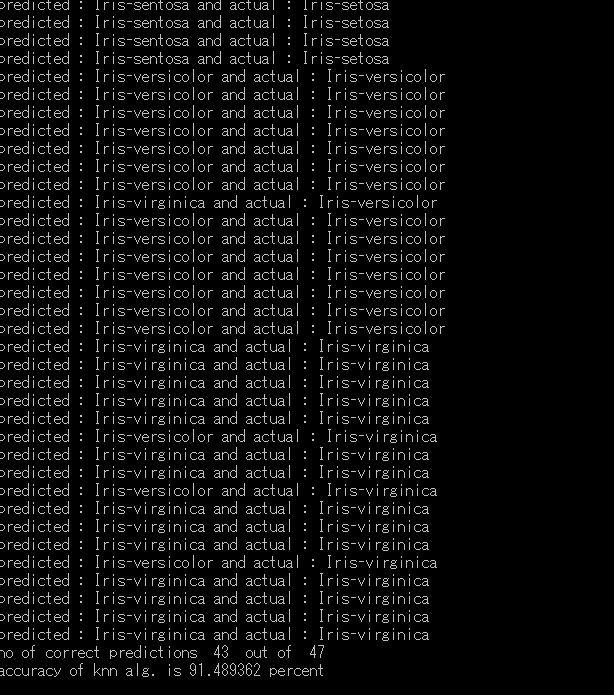 predicted : Iris-sentosa and actual : Iris-setosa
predicted : Iris-sentosa and actual : Iris-setosa
predicted : Iris-sentosa and actual : Iris-setosa
predicted : Iris-sentosa and actual : Iris-setosa
predicted : Iris-versicolor and actual : Iris-versicolor
predicted : Iris-versicolor and actual : Iris-versicolor
predicted : Iris-versicolor and actual : Iris-versicolor
predicted : Iris-versicolor and actual : Iris-versicolor
predicted : Iris-versicolor and actual : Iris-versicolor
predicted : Iris-versicolor and actual : Iris-versicolor
predicted : Iris-versicolor and actual : Iris-versicolor
predicted : Iris-virginica and actual : Iris-versicolor
predicted : Iris-versicolor and actual : Iris-versicolor
predicted : Iris-versicolor and actual : Iris-versicolor
predicted : Iris-versicolor and actual : Iris-versicolor
predicted : Iris-versicolor and actual : Iris-versicolor
predicted : Iris-versicolor and actual : Iris-versicolor
predicted : Iris-versicolor and actual : Iris-versicolor
predicted : Iris-versicolor and actual : Iris-versicolor
predicted : Iris-virginica and actual : Iris-virginica
predicted : Iris-virginica and actual : Iris-virginica
predicted : Iris-virginica and actual : Iris-virginica
predicted : Iris-virginica and actual : Iris-virginica
predicted : Iris-virginica and actual : Iris-virginica
predicted : Iris-versicolor and actual : Iris-virginica
predicted : Iris-virginica and actual : Iris-virginica
predicted : Iris-virginica and actual : Iris-virginica
predicted : Iris-versicolor and actual : Iris-virginica
predicted : Iris-virginica and actual : Iris-virginica
predicted : Iris-virginica and actual : Iris-virginica
predicted : Iris-virginica and actual : Iris-virginica
predicted : Iris-versicolor and actual : Iris-virginica
predicted : Iris-virginica and actual : Iris-virginica
predicted : Iris-virginica and actual : Iris-virginica
predicted : Iris-virginica and actual : Iris-virginica
predicted : Iris-virginica and actual : Iris-virginica
no of correct predictions  43  out of  47
accuracy of knn alg. is 91.489362 percent